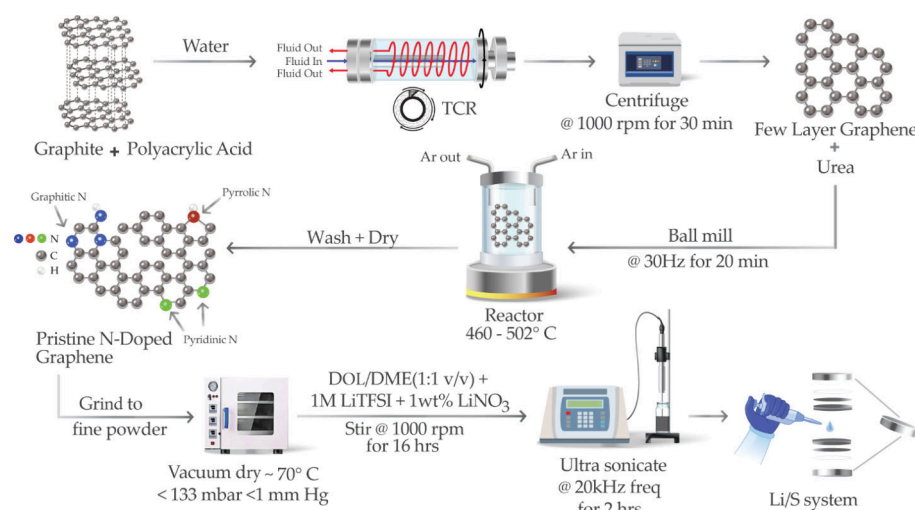 Water
Fluid Out
Fluid In
Fluid Out
TCR
Centrifuge
@ 1000 rpm for 30 min
Graphite + Polyacrylic Acid
Few Layer Graphene
+
Urea
Ar out
Ar in
Graphitic N
Pyrrolic N
N
C
H
Pyridinic N
Wash + Dry
Ball mill
@ 30Hz for 20 min
Reactor
460 - 502° C
Pristine N-Doped
Graphene
Grind to
fine powder
Vacuum dry ~ 70° C
< 133 mbar <1 mm Hg
DOL/DME(1:1 v/v) +
1M LiTFSI + 1wt% LiNO₃
Stir @ 1000 rpm
for 16 hrs
Ultra sonicate
@ 20kHz freq
for 2 hrs
Li/S system